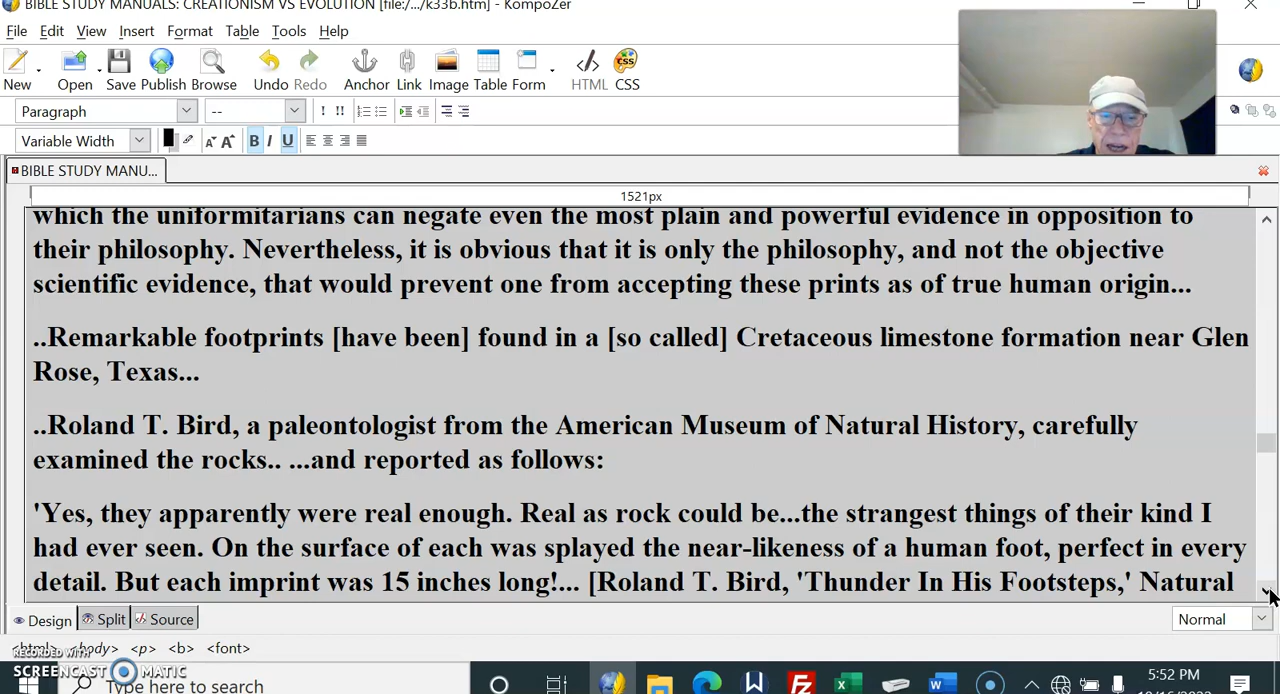 BIBLE STUDY MANUALS: CREATIONISM VS EVOLUTION [file:/.../k33b.htm] - KompoZer
File Edit View Insert Format Table Tools Help
New Open Save Publish Browse Undo Redo Anchor Link Image Table Form HTML CSS
Paragraph -- ! !!
Variable Width B I U
BIBLE STUDY MANU...
1521px
which the uniformitarians can negate even the most plain and powerful evidence in opposition to
their philosophy. Nevertheless, it is obvious that it is only the philosophy, and not the objective
scientific evidence, that would prevent one from accepting these prints as of true human origin...
..Remarkable footprints [have been] found in a [so called] Cretaceous limestone formation near Glen
Rose, Texas...
..Roland T. Bird, a paleontologist from the American Museum of Natural History, carefully
examined the rocks.. ...and reported as follows:
'Yes, they apparently were real enough. Real as rock could be...the strangest things of their kind I
had ever seen. On the surface of each was splayed the near-likeness of a human foot, perfect in every
detail. But each imprint was 15 inches long!... [Roland T. Bird, 'Thunder In His Footsteps,' Natural
Design Split Source Normal
<html> <body> <p> <b> <font>
RECORDED WITH
SCREENCAST MATIC
Type here to search
5:52 PM